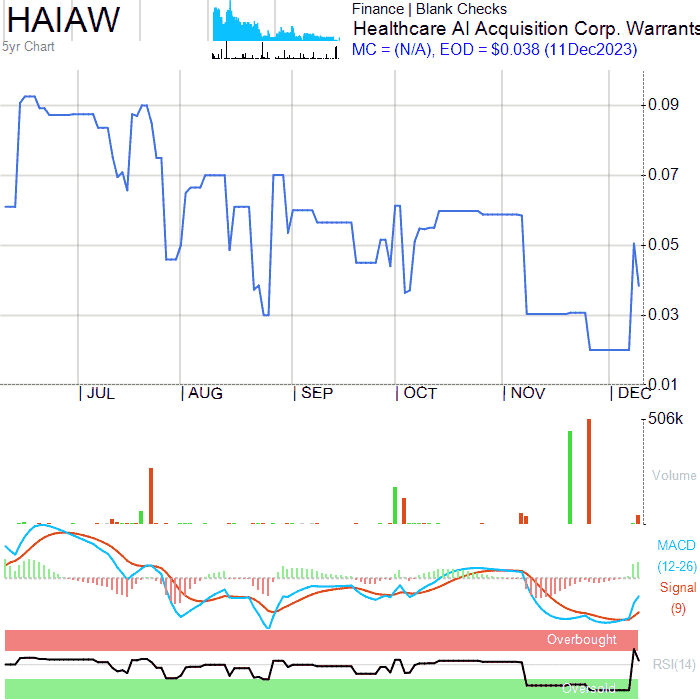 HAIAW
5yr Chart
Finance | Blank Checks
Healthcare AI Acquisition Corp. Warrants
MC = (N/A), EOD = $0.038 (11Dec2023)
0.09
0.07
0.05
0.03
0.01
JUL AUG SEP OCT NOV DEC
506k
Volume
MACD
(12-26)
Signal
(9)
Overbought
RSI(14)
Oversold